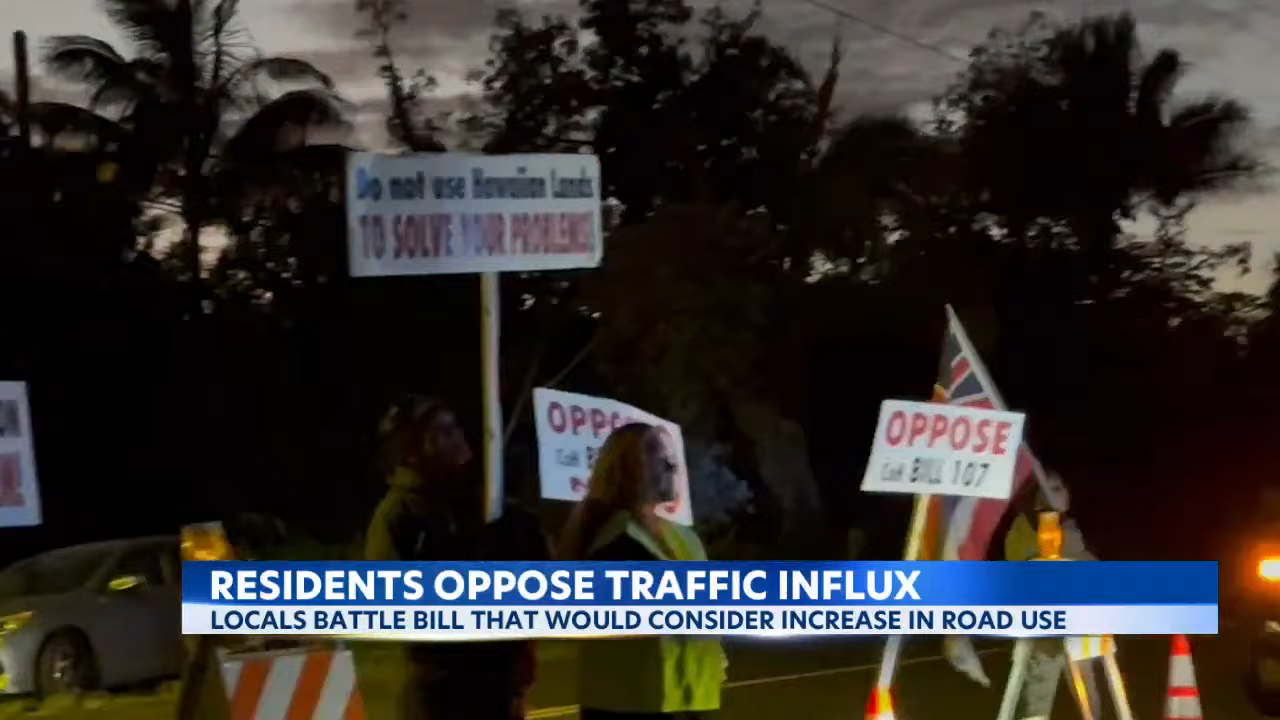 Do not use Hawaiian Lands
TO SOLVE YOUR PROBLEMS!
OPPOSE
BILL 107
RESIDENTS OPPOSE TRAFFIC INFLUX
LOCALS BATTLE BILL THAT WOULD CONSIDER INCREASE IN ROAD USE